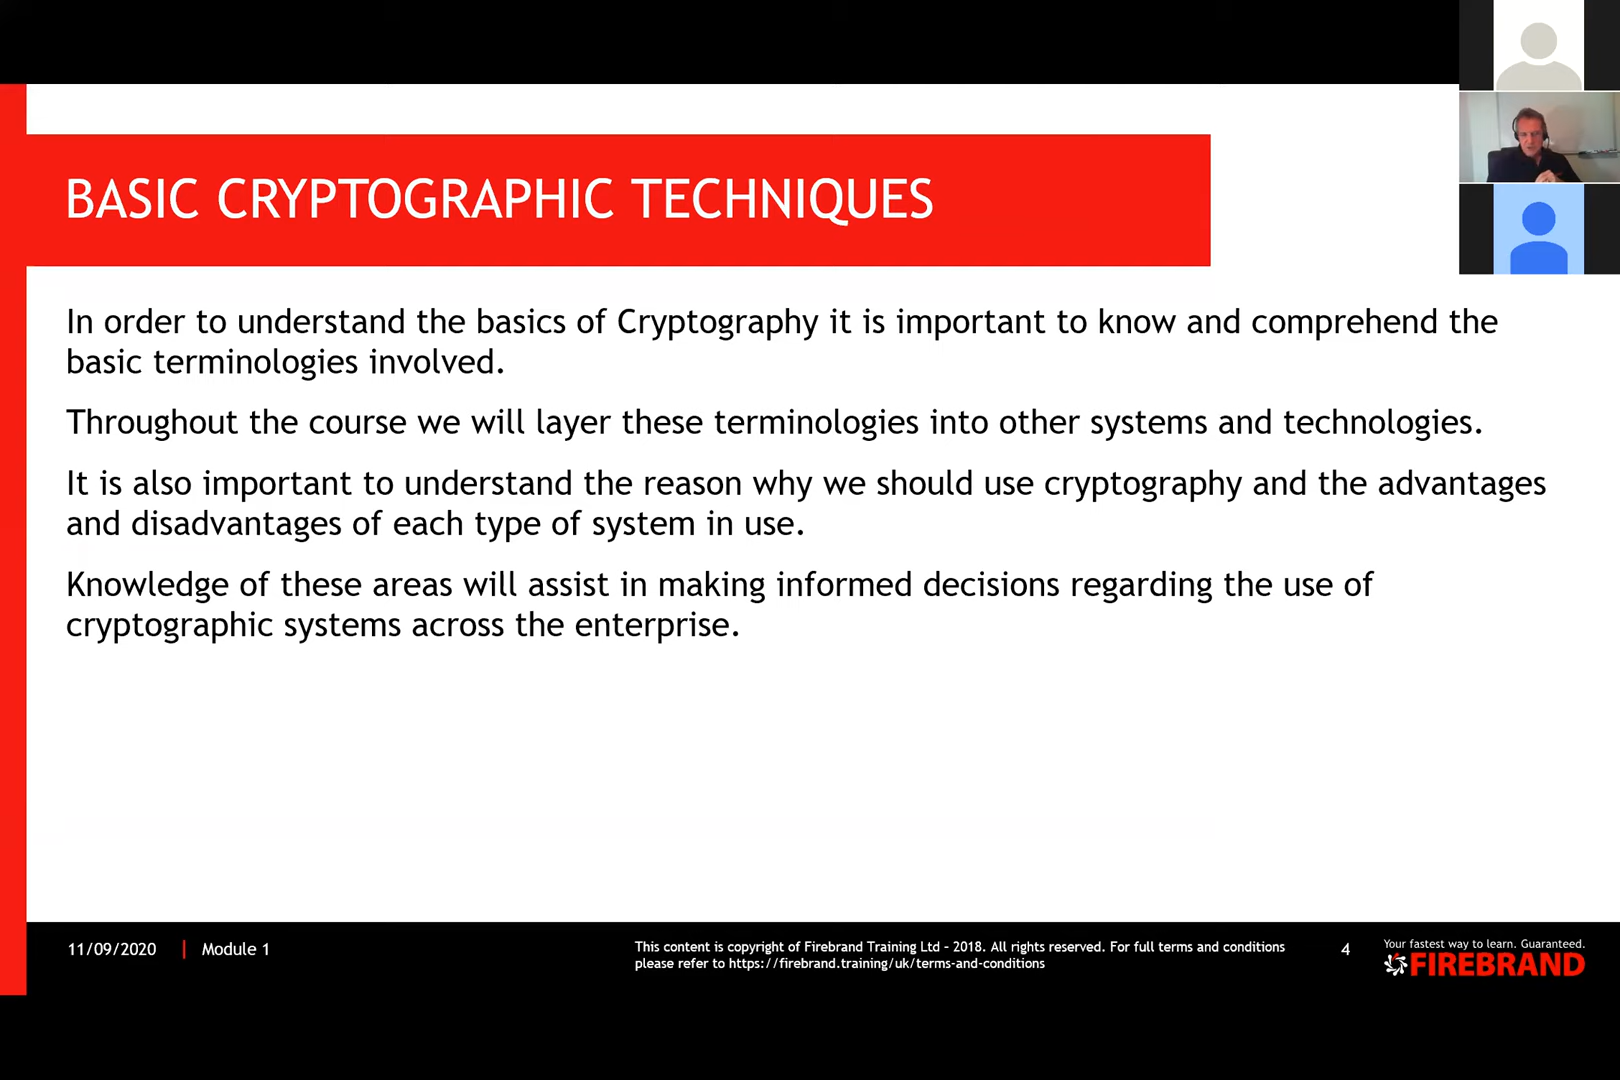 BASIC CRYPTOGRAPHIC TECHNIQUES
In order to understand the basics of Cryptography it is important to know and comprehend the
basic terminologies involved.
Throughout the course we will layer these terminologies into other systems and technologies.
It is also important to understand the reason why we should use cryptography and the advantages
and disadvantages of each type of system in use.
Knowledge of these areas will assist in making informed decisions regarding the use of
cryptographic systems across the enterprise.
11/09/2020 | Module 1
This content is copyright of Firebrand Training Ltd – 2018. All rights reserved. For full terms and conditions
please refer to https://firebrand.training/uk/terms-and-conditions
4
Your fastest way to learn. Guaranteed.
FIREBRAND